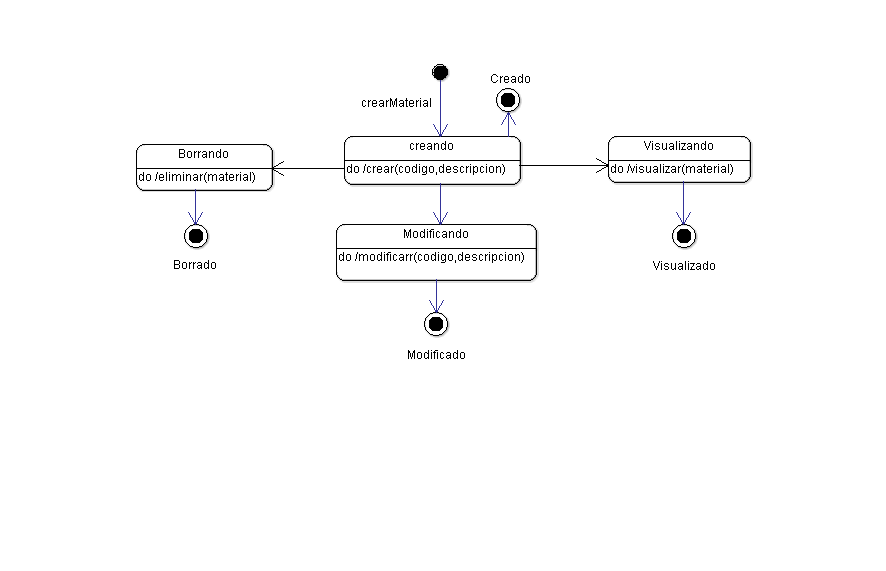 Creado
crearMaterial
creando
do /crear(codigo,descripcion)
Borrando
do /eliminar(material)
Visualizando
do /visualizar(material)
Modificando
do /modificarr(codigo,descripcion)
Borrado
Visualizado
Modificado